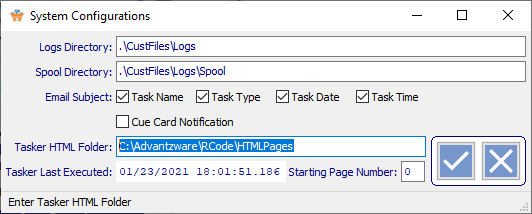 System Configurations
Logs Directory: .\CustFiles\Logs
Spool Directory: .\CustFiles\Logs\Spool
Email Subject: Task Name Task Type Task Date Task Time
Cue Card Notification
Tasker HTML Folder: C:\Advantzware\RCode\HTMLPages
Tasker Last Executed: 01/23/2021 18:01:51.186 Starting Page Number: 0
Enter Tasker HTML Folder